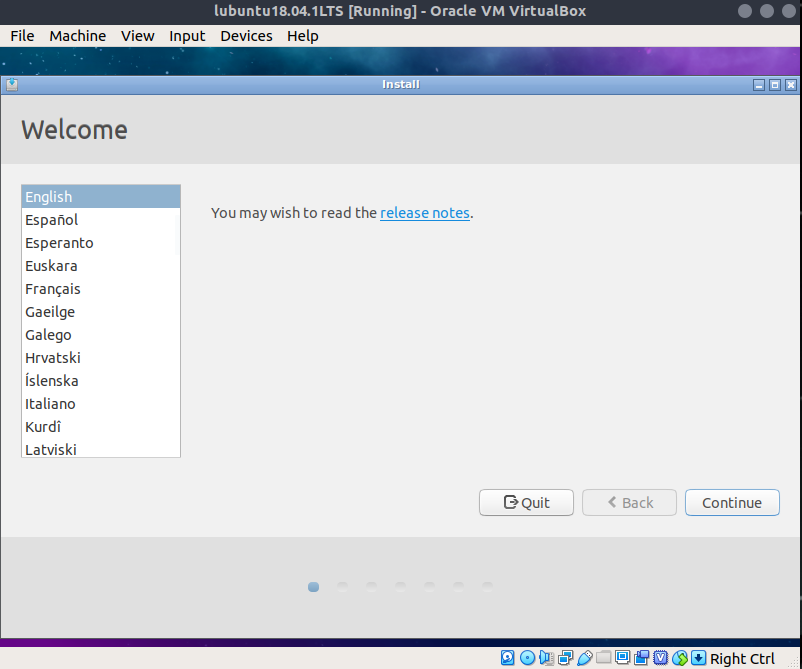 lubuntu18.04.1LTS [Running] - Oracle VM VirtualBox
File Machine View Input Devices Help
Install
Welcome
English
You may wish to read the release notes.
Español
Esperanto
Euskara
Français
Gaeilge
Galego
Hrvatski
Íslenska
Italiano
Kurdî
Latviski
Quit Back Continue
Right Ctrl